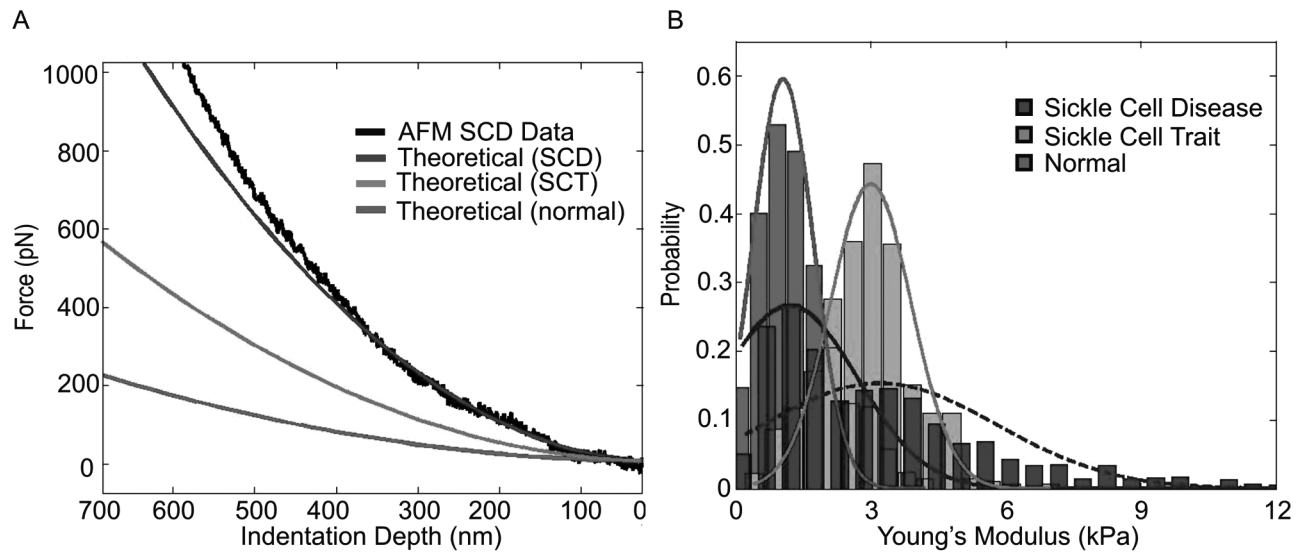 A
1000
800
600
400
200
0
Force (pN)
700 600 500 400 300 200 100 0
Indentation Depth (nm)
AFM SCD Data
Theoretical (SCD)
Theoretical (SCT)
Theoretical (normal)
B
0.6
0.5
0.4
0.3
0.2
0.1
0
Probability
0 3 6 9 12
Young's Modulus (kPa)
Sickle Cell Disease
Sickle Cell Trait
Normal